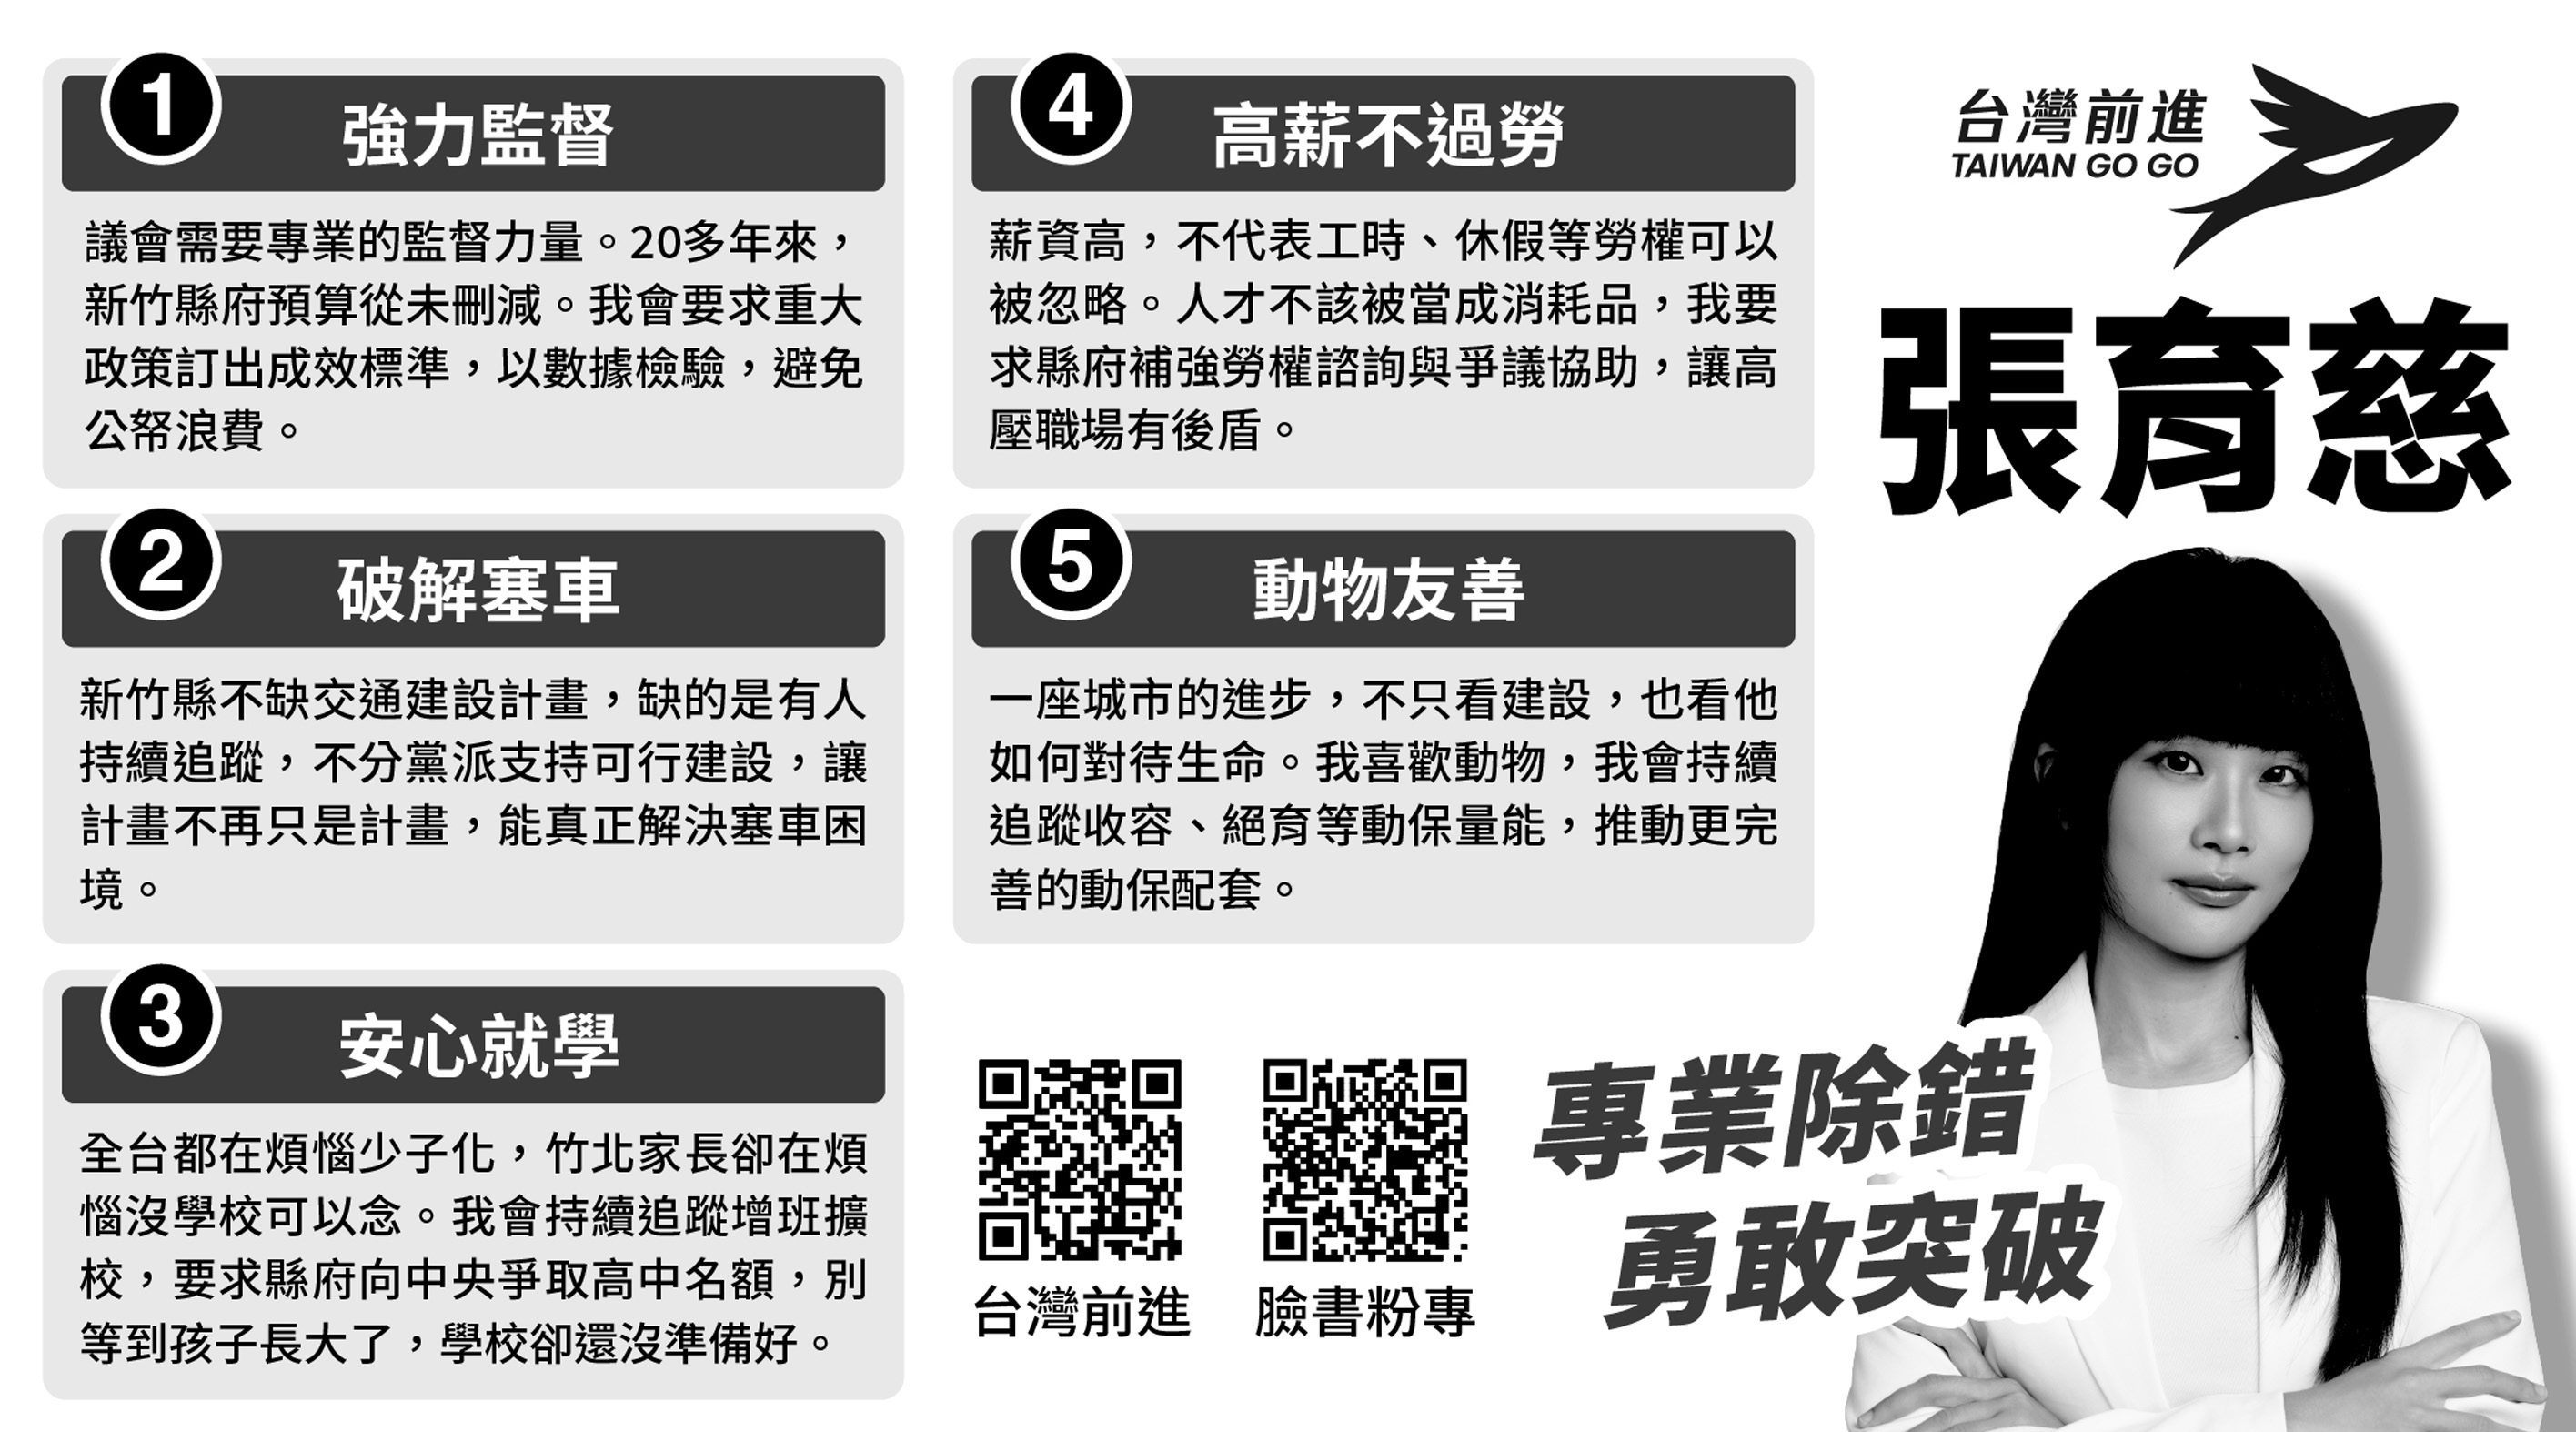 1
強力監督
議會需要專業的監督力量。20多年來，
新竹縣府預算從未刪減。我會要求重大
政策訂出成效標準，以數據檢驗，避免
公帑浪費。
2
破解塞車
新竹縣不缺交通建設計畫，缺的是有人
持續追蹤，不分黨派支持可行建設，讓
計畫不再只是計畫，能真正解決塞車困
境。
3
安心就學
全台都在煩惱少子化，竹北家長卻在煩
惱沒學校可以念。我會持續追蹤增班擴
校，要求縣府向中央爭取高中名額，別
等到孩子長大了，學校卻還沒準備好。
4
高薪不過勞
薪資高，不代表工時、休假等勞權可以
被忽略。人才不該被當成消耗品，我要
求縣府補強勞權諮詢與爭議協助，讓高
壓職場有後盾。
5
動物友善
一座城市的進步，不只看建設，也看他
如何對待生命。我喜歡動物，我會持續
追蹤收容、絕育等動保量能，推動更完
善的動保配套。
台灣前進
臉書粉專
台灣前進
TAIWAN GO GO
張育慈
專業除錯
勇敢突破